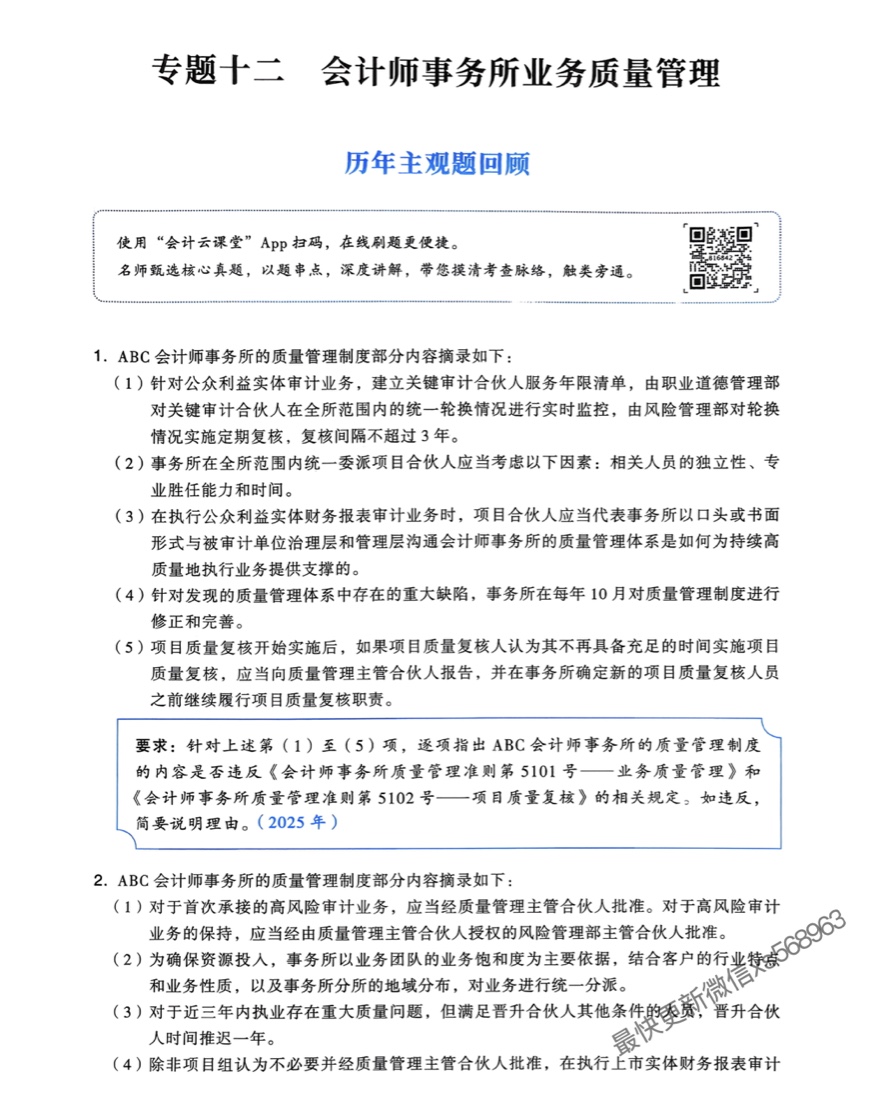 专题十二 会计师事务所业务质量管理
历年主观题回顾
使用“会计云课堂”App 扫码，在线刷题更便捷。
名师甄选核心真题，以题串点，深度讲解，带您摸清考查脉络，触类旁通。
816842
1. ABC 会计师事务所的质量管理制度部分内容摘录如下：
（1）针对公众利益实体审计业务，建立关键审计合伙人服务年限清单，由职业道德管理部
对关键审计合伙人在全所范围内的统一轮换情况进行实时监控，由风险管理部对轮换
情况实施定期复核，复核间隔不超过 3 年。
（2）事务所在全所范围内统一委派项目合伙人应当考虑以下因素：相关人员的独立性、专
业胜任能力和时间。
（3）在执行公众利益实体财务报表审计业务时，项目合伙人应当代表事务所以口头或书面
形式与被审计单位治理层和管理层沟通会计师事务所的质量管理体系是如何为持续高
质量地执行业务提供支撑的。
（4）针对发现的质量管理体系中存在的重大缺陷，事务所在每年 10 月对质量管理制度进行
修正和完善。
（5）项目质量复核开始实施后，如果项目质量复核人认为其不再具备充足的时间实施项目
质量复核，应当向质量管理主管合伙人报告，并在事务所确定新的项目质量复核人员
之前继续履行项目质量复核职责。
要求：针对上述第（1）至（5）项，逐项指出 ABC 会计师事务所的质量管理制度
的内容是否违反《会计师事务所质量管理准则第 5101 号——业务质量管理》和
《会计师事务所质量管理准则第 5102 号——项目质量复核》的相关规定。如违反，
简要说明理由。（2025 年）
2. ABC 会计师事务所的质量管理制度部分内容摘录如下：
（1）对于首次承接的高风险审计业务，应当经质量管理主管合伙人批准。对于高风险审计
业务的保持，应当经由质量管理主管合伙人授权的风险管理部主管合伙人批准。
（2）为确保资源投入，事务所以业务团队的业务饱和度为主要依据，结合客户的行业特点
和业务性质，以及事务所分所的地域分布，对业务进行统一分派。
（3）对于近三年内执业存在重大质量问题，但满足晋升合伙人其他条件的人员，晋升合伙
人时间推迟一年。
（4）除非项目组认为不必要并经质量管理主管合伙人批准，在执行上市实体财务报表审计
最快更新微信xa568963